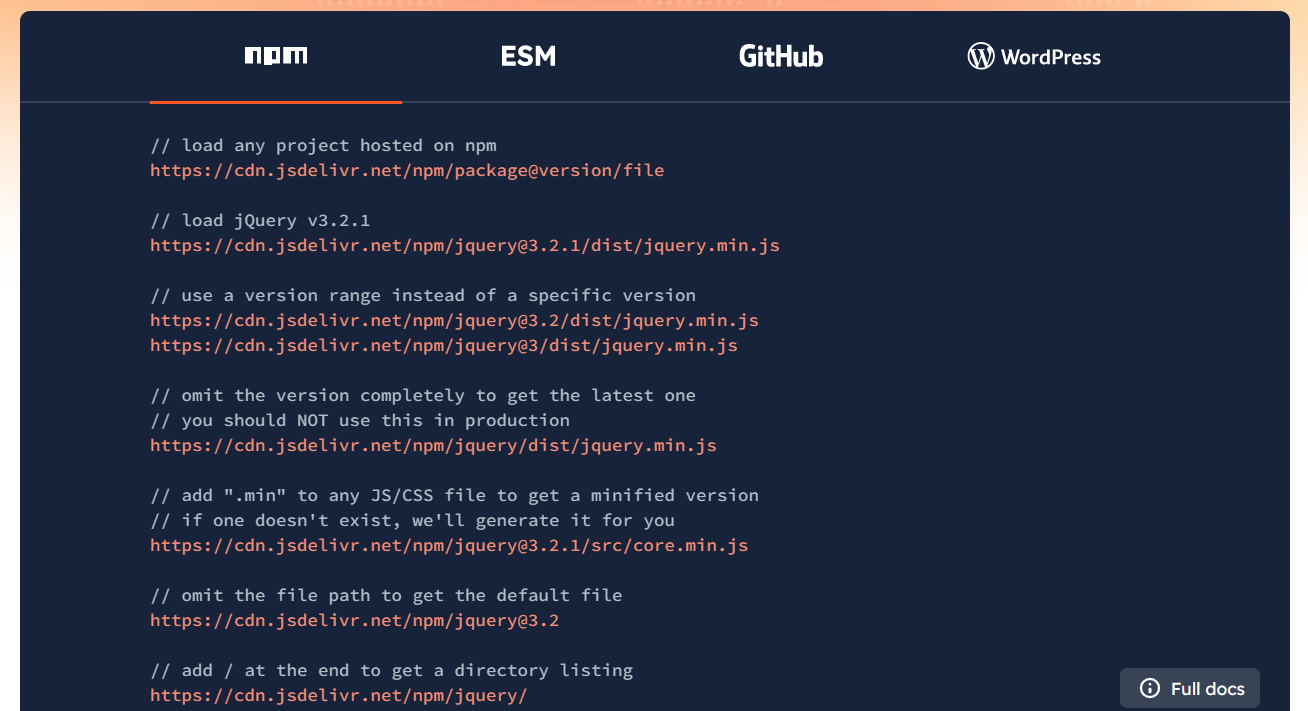 npm
ESM
GitHub
WordPress
// load any project hosted on npm
https://cdn.jsdelivr.net/npm/package@version/file
// load jQuery v3.2.1
https://cdn.jsdelivr.net/npm/jquery@3.2.1/dist/jquery.min.js
// use a version range instead of a specific version
https://cdn.jsdelivr.net/npm/jquery@3.2/dist/jquery.min.js
https://cdn.jsdelivr.net/npm/jquery@3/dist/jquery.min.js
// omit the version completely to get the latest one
// you should NOT use this in production
https://cdn.jsdelivr.net/npm/jquery/dist/jquery.min.js
// add ".min" to any JS/CSS file to get a minified version
// if one doesn't exist, we'll generate it for you
https://cdn.jsdelivr.net/npm/jquery@3.2.1/src/core.min.js
// omit the file path to get the default file
https://cdn.jsdelivr.net/npm/jquery@3.2
// add / at the end to get a directory listing
https://cdn.jsdelivr.net/npm/jquery/
Full docs